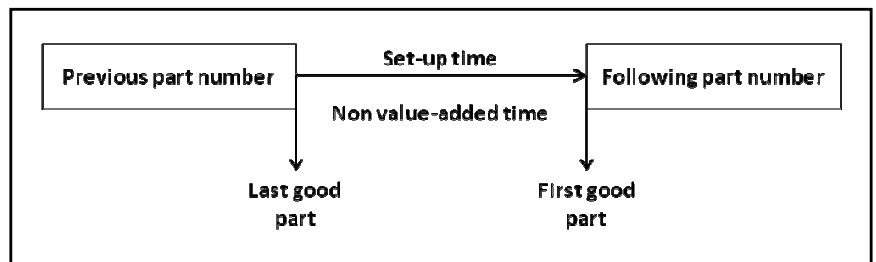 Set-up time
Previous part number
Following part number
Non value-added time
Last good
part
First good
part